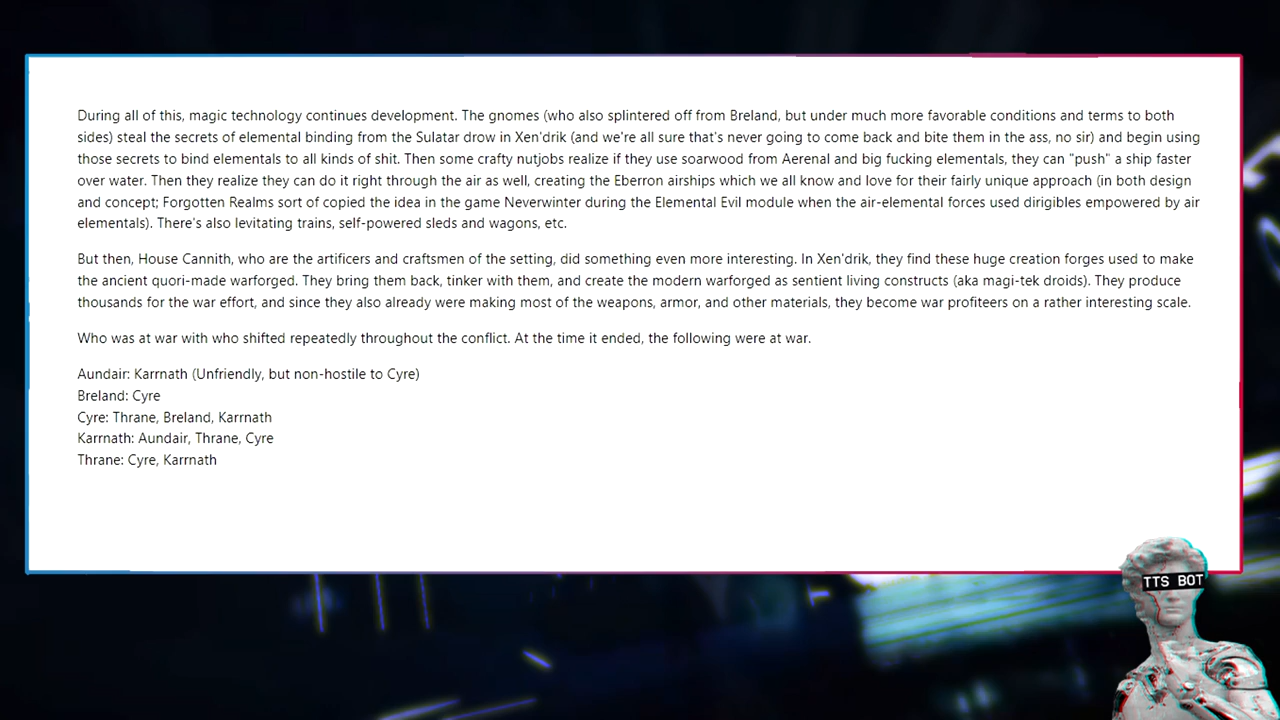 During all of this, magic technology continues development. The gnomes (who also splintered off from Breland, but under much more favorable conditions and terms to both
sides) steal the secrets of elemental binding from the Sulatar drow in Xen'drik (and we're all sure that's never going to come back and bite them in the ass, no sir) and begin using
those secrets to bind elementals to all kinds of shit. Then some crafty nutjobs realize if they use soarwood from Aerenal and big fucking elementals, they can "push" a ship faster
over water. Then they realize they can do it right through the air as well, creating the Eberron airships which we all know and love for their fairly unique approach (in both design
and concept; Forgotten Realms sort of copied the idea in the game Neverwinter during the Elemental Evil module when the air-elemental forces used dirigibles empowered by air
elementals). There's also levitating trains, self-powered sleds and wagons, etc.
But then, House Cannith, who are the artificers and craftsmen of the setting, did something even more interesting. In Xen'drik, they find these huge creation forges used to make
the ancient quori-made warforged. They bring them back, tinker with them, and create the modern warforged as sentient living constructs (aka magi-tek droids). They produce
thousands for the war effort, and since they also already were making most of the weapons, armor, and other materials, they become war profiteers on a rather interesting scale.
Who was at war with who shifted repeatedly throughout the conflict. At the time it ended, the following were at war.
Aundair: Karrnath (Unfriendly, but non-hostile to Cyre)
Breland: Cyre
Cyre: Thrane, Breland, Karrnath
Karrnath: Aundair, Thrane, Cyre
Thrane: Cyre, Karrnath
TTS BOT